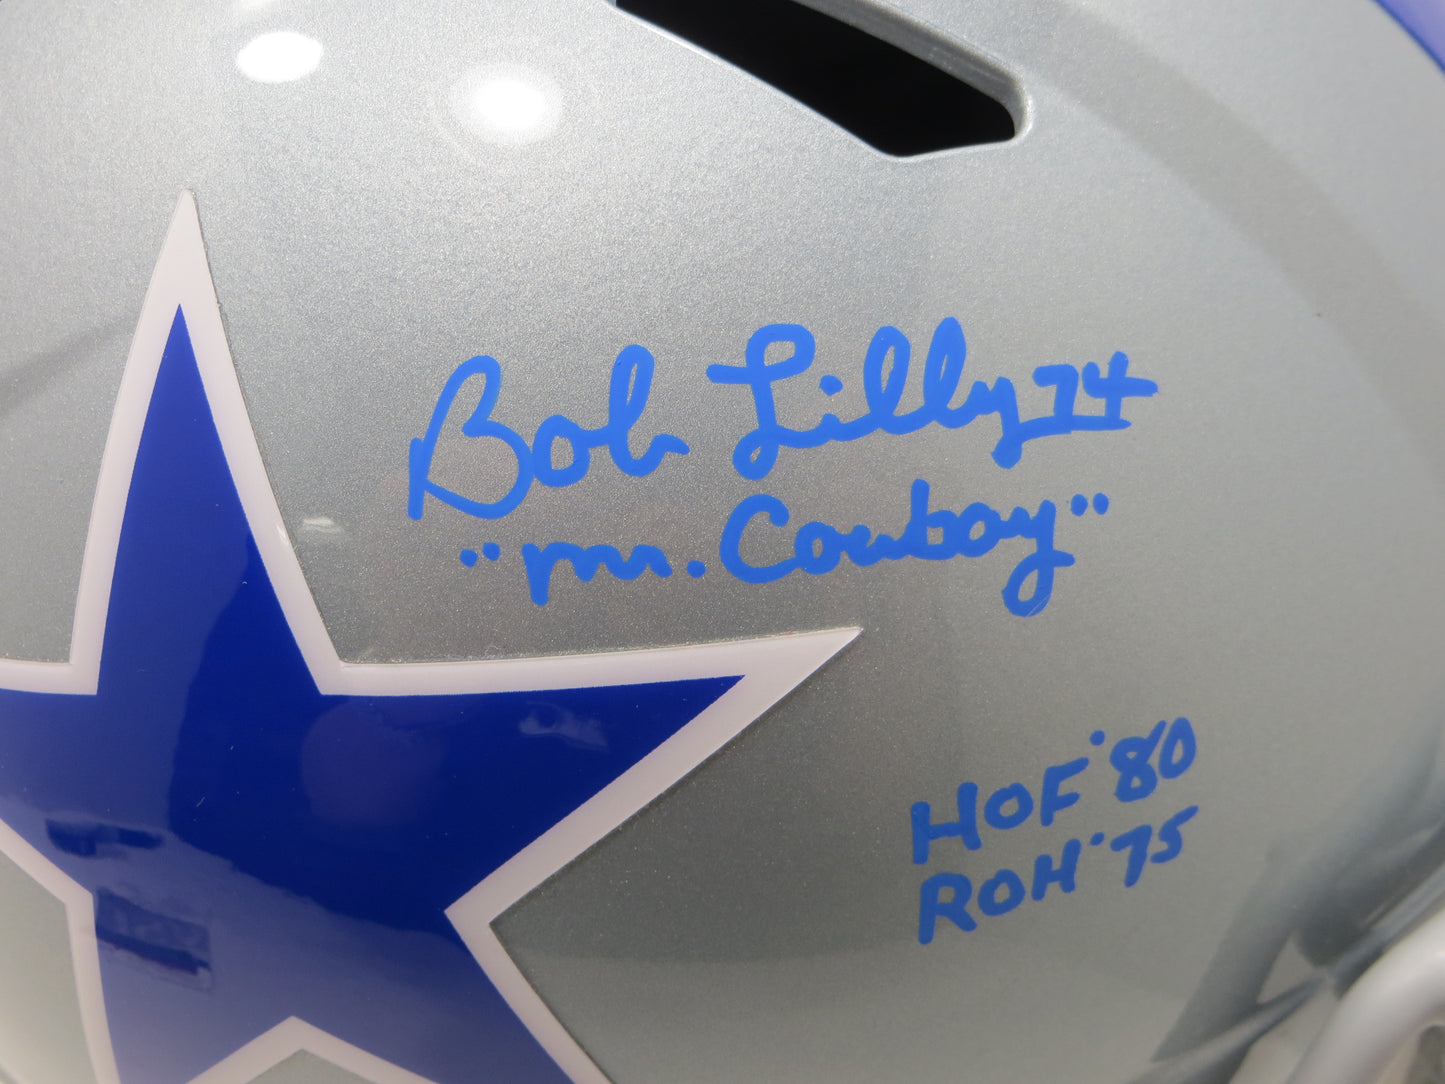 Bob Lilly 74
"Mr. Cowboy"
HOF '80
ROH '75